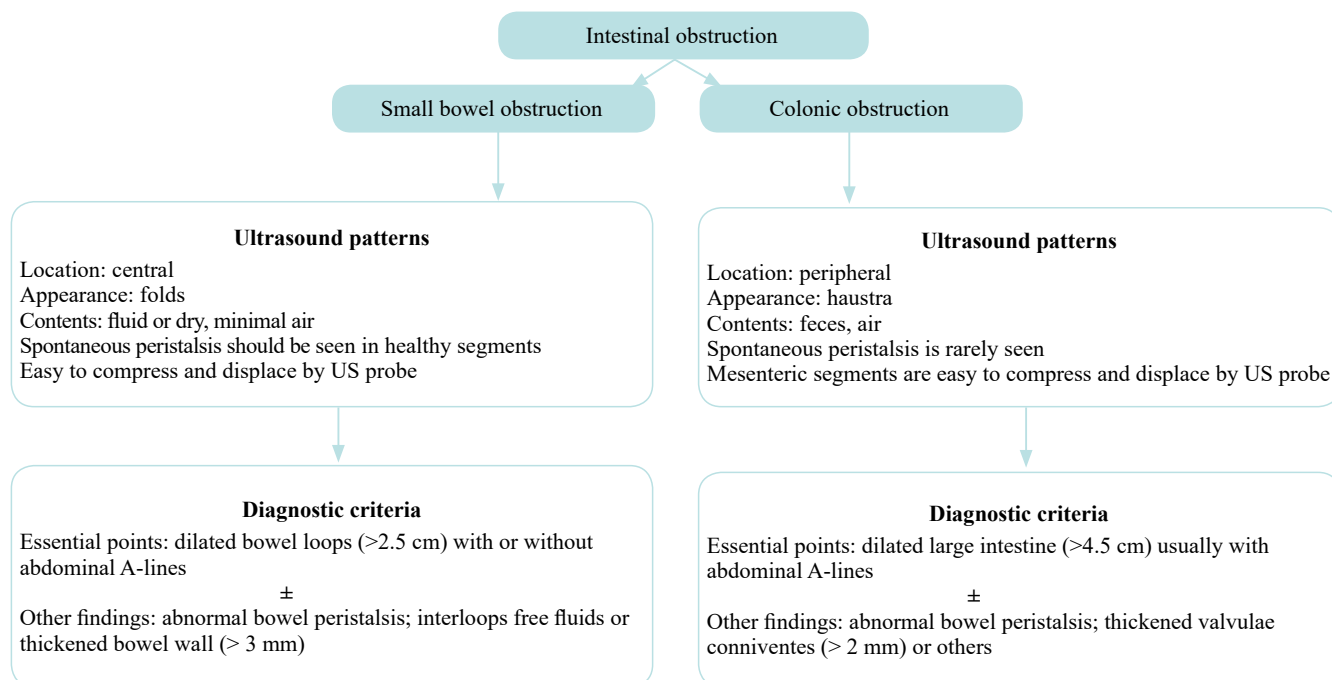 Intestinal obstruction
Small bowel obstruction
Colonic obstruction
Ultrasound patterns
Location: central
Appearance: folds
Contents: fluid or dry, minimal air
Spontaneous peristalsis should be seen in healthy segments
Easy to compress and displace by US probe
Ultrasound patterns
Location: peripheral
Appearance: haustra
Contents: feces, air
Spontaneous peristalsis is rarely seen
Mesenteric segments are easy to compress and displace by US probe
Diagnostic criteria
Essential points: dilated bowel loops (>2.5 cm) with or without
abdominal A-lines
±
Other findings: abnormal bowel peristalsis; interloops free fluids or
thickened bowel wall (> 3 mm)
Diagnostic criteria
Essential points: dilated large intestine (>4.5 cm) usually with
abdominal A-lines
±
Other findings: abnormal bowel peristalsis; thickened valvulae
conniventes (> 2 mm) or others